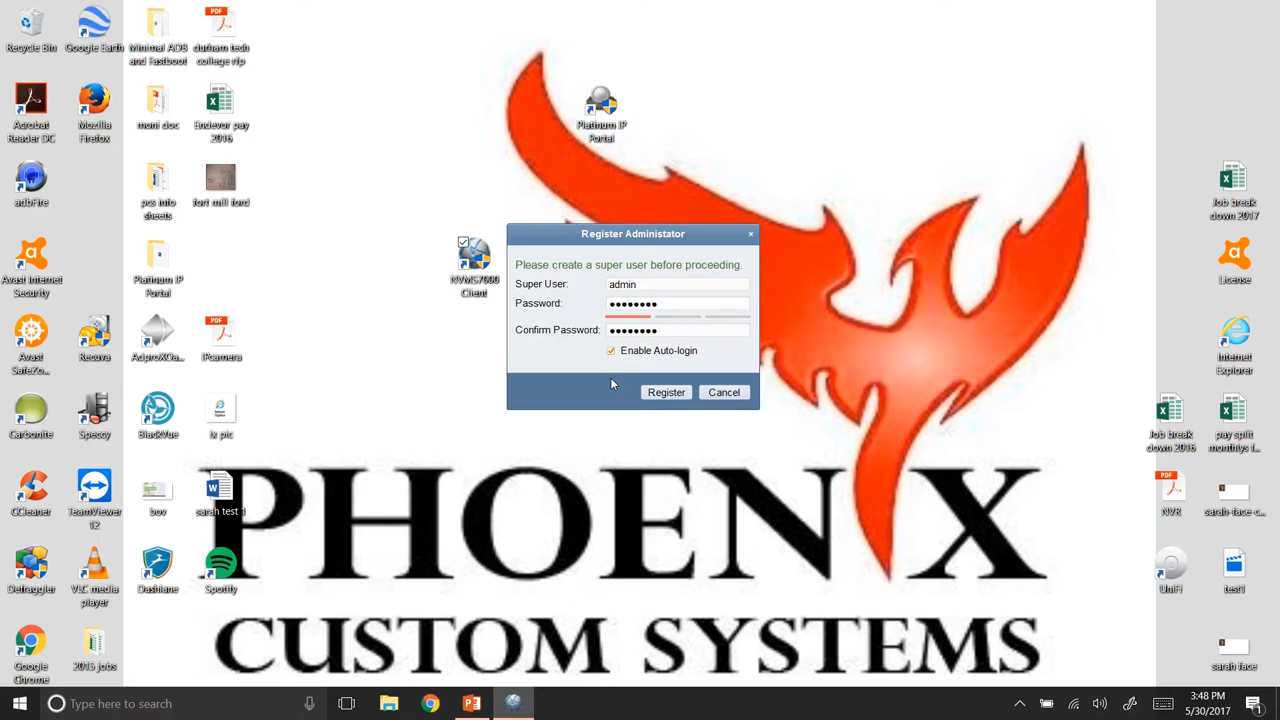 Recycle Bin
Google Earth
Minimal ADB
and Fastboot
durham tech
college rfp
Acrobat
Reader DC
Mozilla
Firefox
moni doc
Endevor pay
2016
Platinum IP
Portal
adbFire
pcs info
sheets
fort mill ford
Job break
down 2017
Avast Internet
Security
Platinum IP
Portal
NVMS7000
Client
License
Register Administator
Please create a super user before proceeding.
Super User:
admin
Password:
●●●●●●●●
Confirm Password:
●●●●●●●●
Enable Auto-login
Register
Cancel
Avast
SafeZo...
Recuva
AdproXOa...
IPcamera
Internet
Explorer
Carbonite
Speccy
BlackVue
ix pic
Job break
down 2016
pay split
CCleaner
TeamViewer
12
bov
sarah test 1
NVR
sarah-face-c...
Defraggler
VLC media
player
Dashlane
Spotify
UniFi
test1
Google
Chrome
2015 jobs
sarah face
PHOENIX
CUSTOM SYSTEMS
Type here to search
3:48 PM
5/30/2017